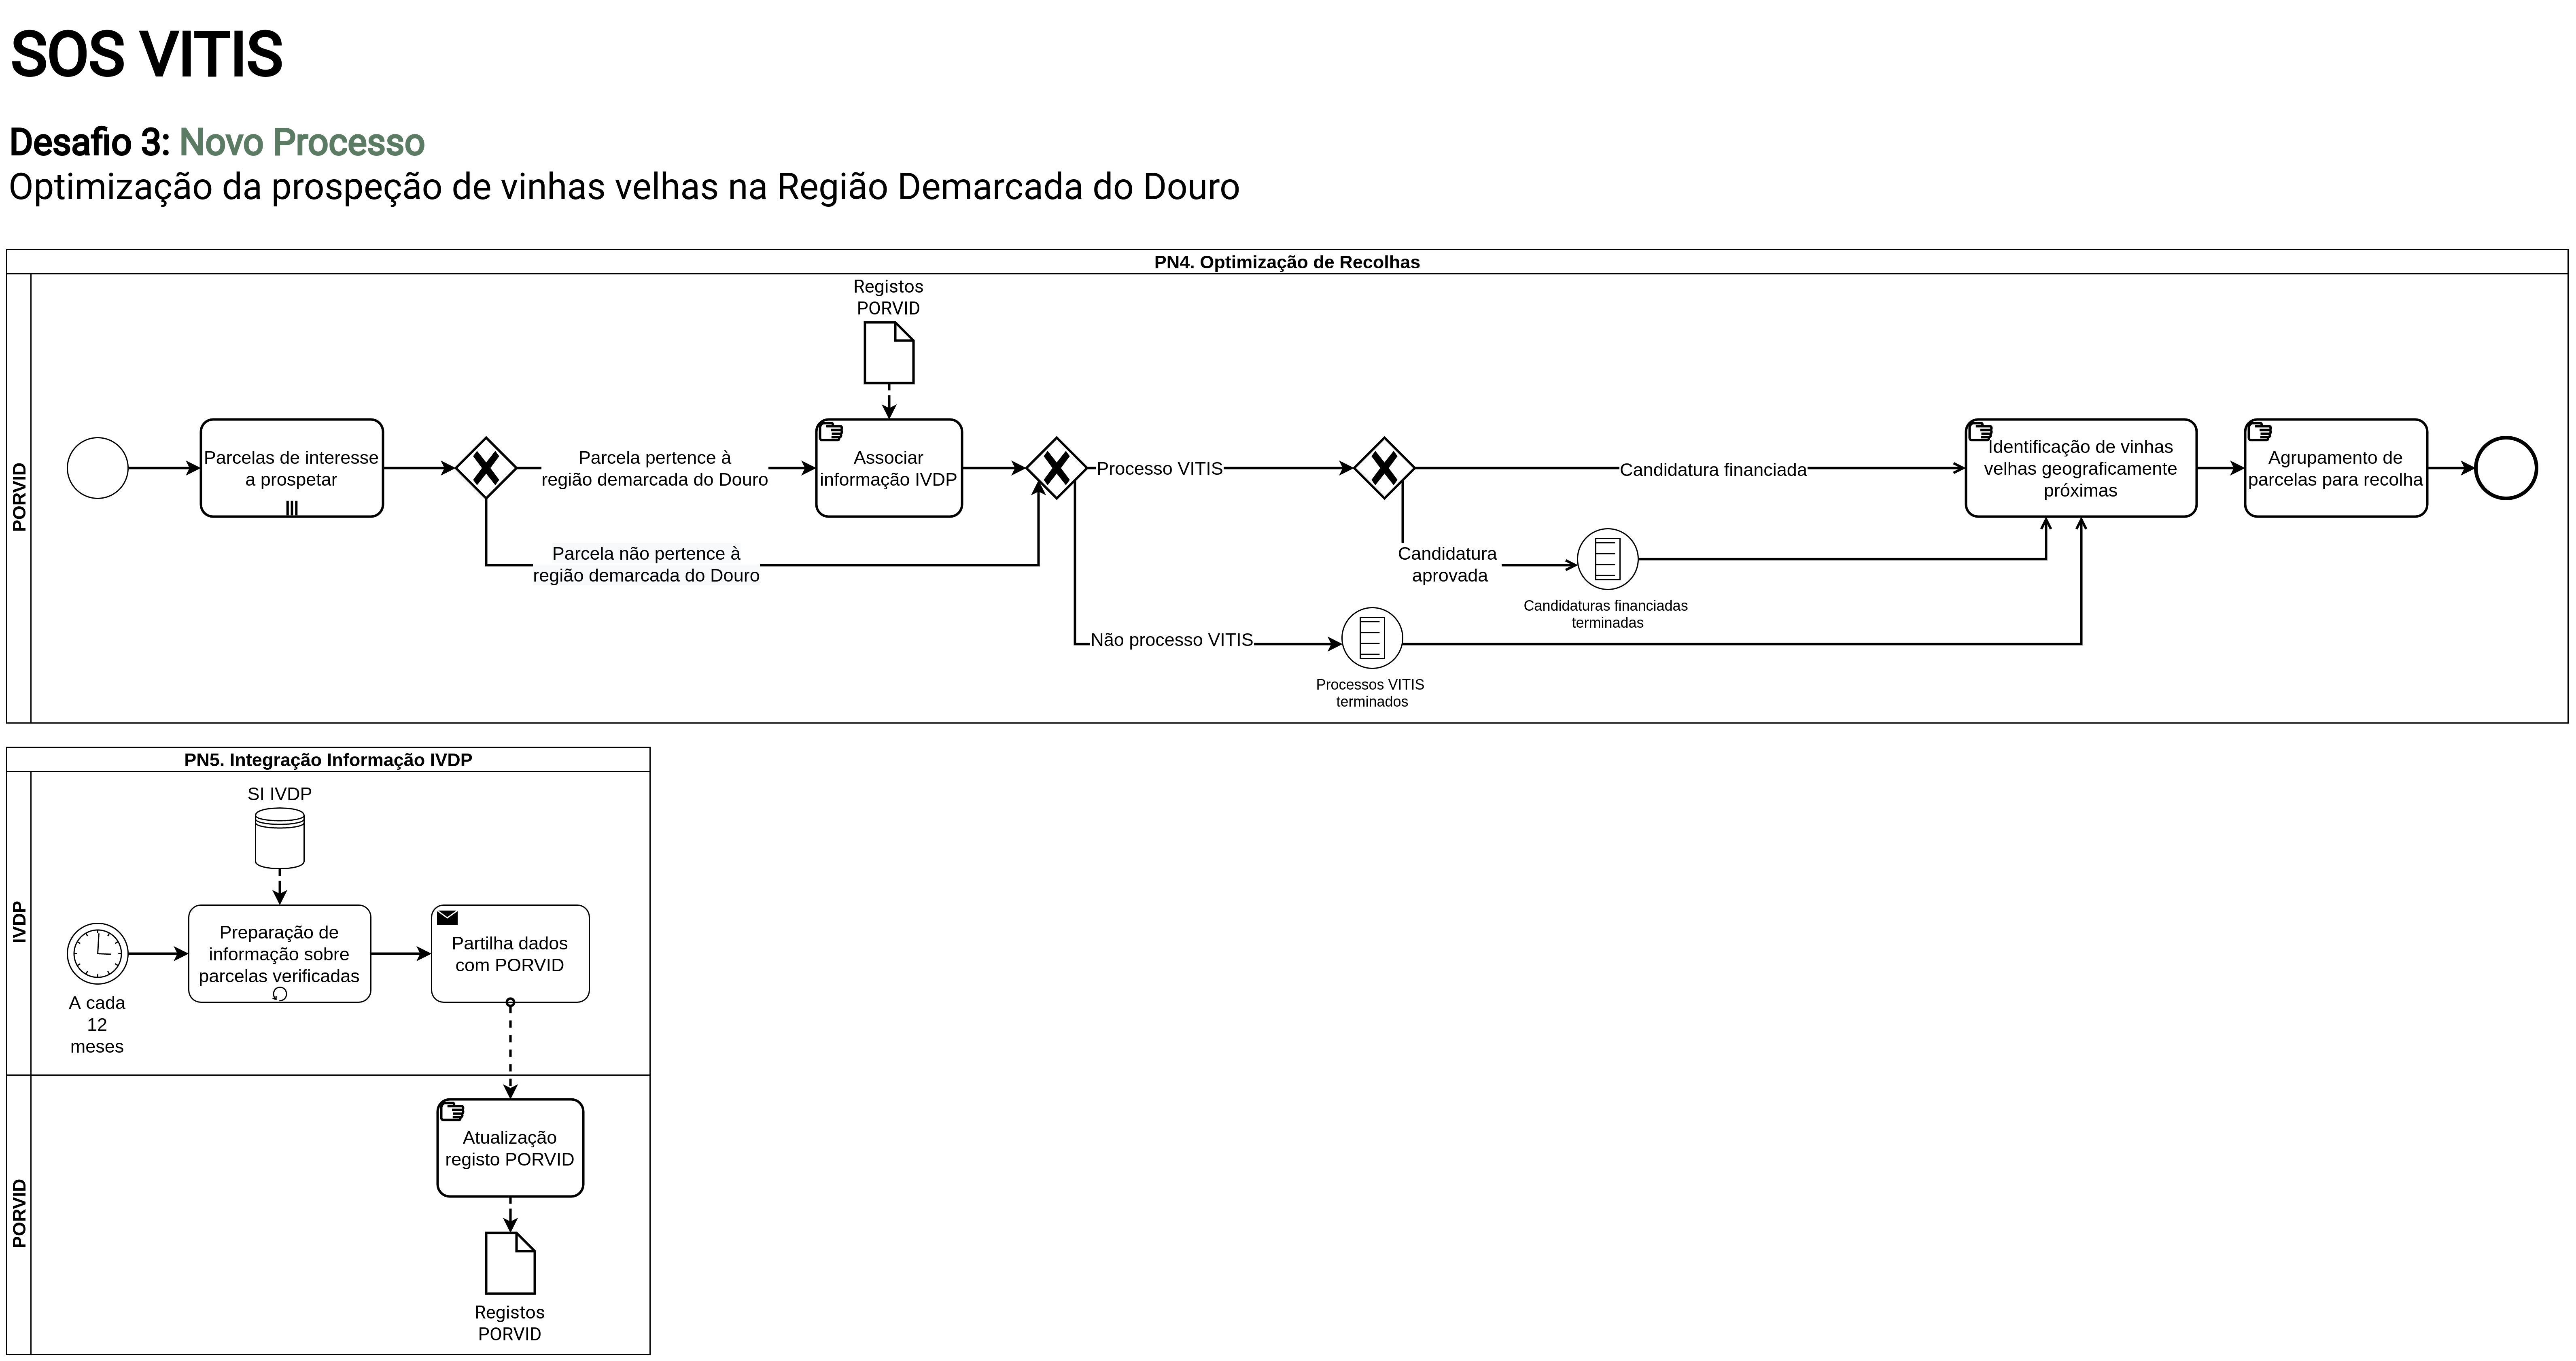 SOS VITIS
Desafio 3: Novo Processo
Optimização da prospeção de vinhas velhas na Região Demarcada do Douro
PN4. Optimização de Recolhas
PORVID
Registos
PORVID
Parcelas de interesse
a prospetar
Parcela pertence à
região demarcada do Douro
Associar
informação IVDP
Processo VITIS
Candidatura financiada
Identificação de vinhas
velhas geograficamente
próximas
Agrupamento de
parcelas para recolha
Parcela não pertence à
região demarcada do Douro
Candidatura
aprovada
Candidaturas financiadas
terminadas
Não processo VITIS
Processos VITIS
terminados
PN5. Integração Informação IVDP
IVDP
SI IVDP
A cada
12
meses
Preparação de
informação sobre
parcelas verificadas
Partilha dados
com PORVID
PORVID
Atualização
registo PORVID
Registos
PORVID